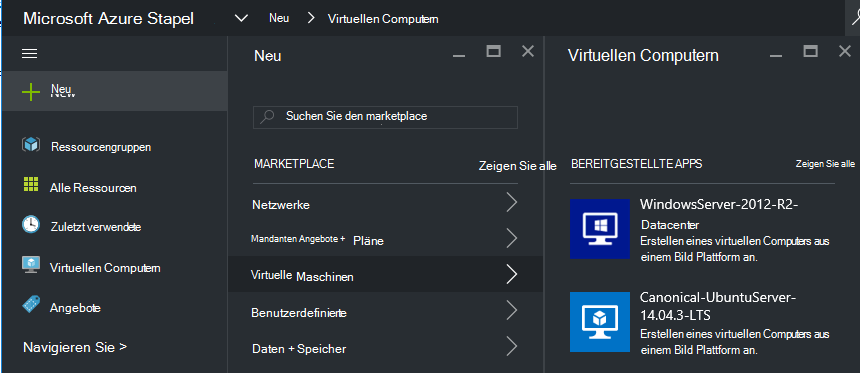 Microsoft Azure Stapel
Neu
Virtuellen Computern
Neu
Ressourcengruppen
Alle Ressourcen
Zuletzt verwendete
Virtuellen Computern
Angebote
Navigieren Sie >
Neu
Suchen Sie den marketplace
MARKETPLACE
Zeigen Sie alle
Netzwerke
Mandanten Angebote + Pläne
Virtuelle Maschinen
Benutzerdefinierte
Daten + Speicher
Virtuellen Computern
BEREITGESTELLTE APPS
Zeigen Sie alle
WindowsServer-2012-R2-
Datacenter
Erstellen eines virtuellen Computers aus
einem Bild Plattform an.
Canonical-UbuntuServer-
14.04.3-LTS
Erstellen eines virtuellen Computers aus
einem Bild Plattform an.